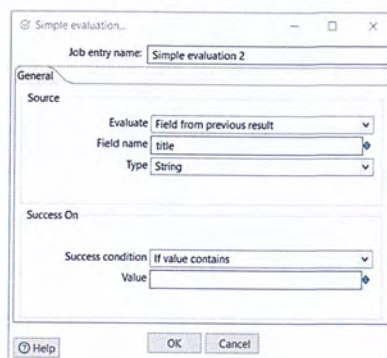 Simple evaluation...
Job entry name: Simple evaluation 2
General
Source
Evaluate Field from previous result
Field name title
Type String
Success On
Success condition If value contains
Value
Help OK Cancel